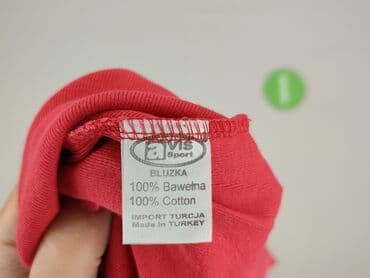 avis
Sport
BLUZKA
100% Bawełna
100% Cotton
IMPORT TURCJA
Made in TURKEY